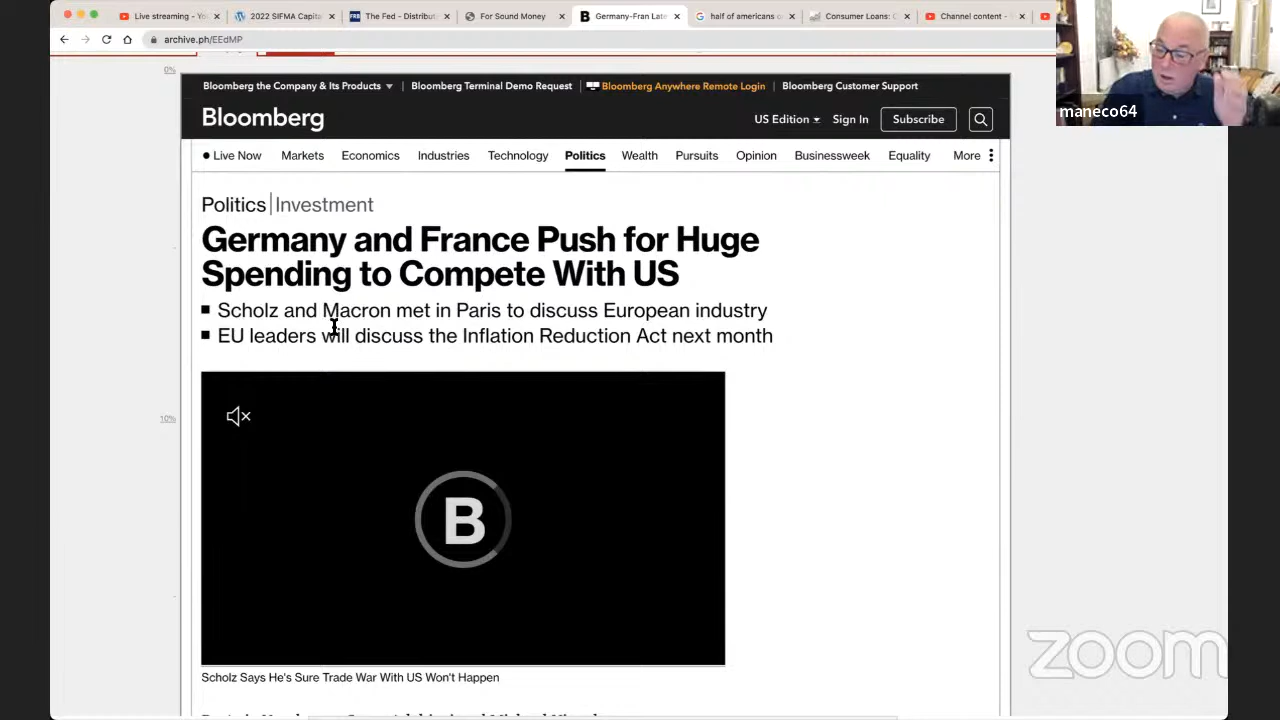 Live streaming - Yo
2022 SIFMA Capita
The Fed - Distribut
For Sound Money
Germany-Fran Late
half of americans o
Consumer Loans: C
Channel content -
archive.ph/EEdMP
maneco64
0%
Bloomberg the Company & Its Products
Bloomberg Terminal Demo Request
Bloomberg Anywhere Remote Login
Bloomberg Customer Support
Bloomberg
US Edition
Sign In
Subscribe
Live Now Markets Economics Industries Technology Politics Wealth Pursuits Opinion Businessweek Equality More
Politics Investment
Germany and France Push for Huge
Spending to Compete With US
Scholz and Macron met in Paris to discuss European industry
EU leaders will discuss the Inflation Reduction Act next month
10%
B
zoom
Scholz Says He's Sure Trade War With US Won't Happen